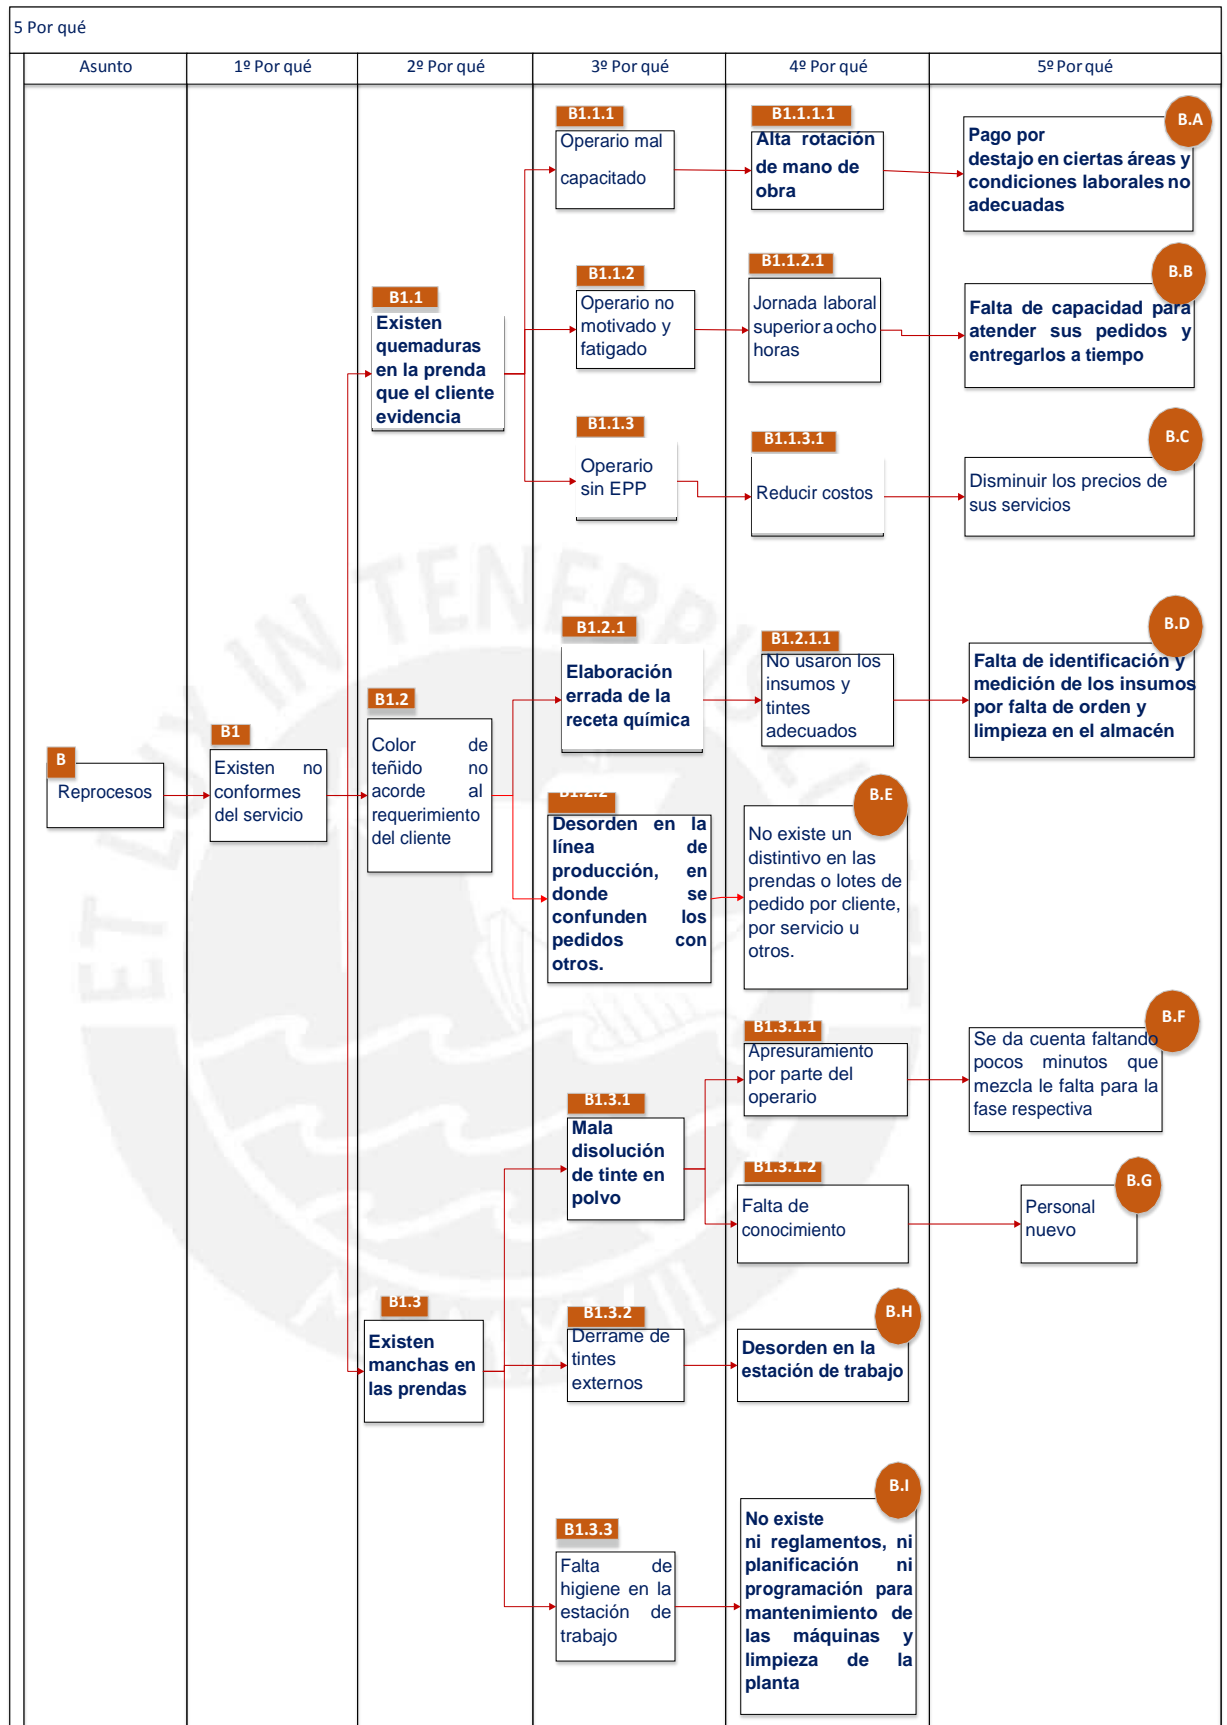 5 Por qué
Asunto
1º Por qué
2º Por qué
3º Por qué
4º Por qué
5º Por qué
B
Reprocesos
B1
Existen no
conformes
del servicio
B1.1
Existen
quemaduras
en la prenda
que el cliente
evidencia
B1.1.1
Operario mal
capacitado
B1.1.1.1
Alta rotación
de mano de
obra
B.A
Pago por
destajo en ciertas áreas y
condiciones laborales no
adecuadas
B1.1.2
Operario no
motivado y
fatigado
B1.1.2.1
Jornada laboral
superior a ocho
horas
B.B
Falta de capacidad para
atender sus pedidos y
entregarlos a tiempo
B1.1.3
Operario
sin EPP
B1.1.3.1
Reducir costos
B.C
Disminuir los precios de
sus servicios
B1.2
Color de
teñido no
acorde al
requerimiento
del cliente
B1.2.1
Elaboración
errada de la
receta química
B1.2.1.1
No usaron los
insumos y
tintes
adecuados
B.D
Falta de identificación y
medición de los insumos
por falta de orden y
limpieza en el almacén
B1.2.2
Desorden en la
línea de
producción, en
donde se
confunden los
pedidos con
otros.
B.E
No existe un
distintivo en las
prendas o lotes de
pedido por cliente,
por servicio u
otros.
B1.3
Existen
manchas en
las prendas
B1.3.1
Mala
disolución
de tinte en
polvo
B1.3.1.1
Apresuramiento
por parte del
operario
B.F
Se da cuenta faltando
pocos minutos que
mezcla le falta para la
fase respectiva
B1.3.1.2
Falta de
conocimiento
B.G
Personal
nuevo
B1.3.2
Derrame de
tintes
externos
B.H
Desorden en la
estación de trabajo
B1.3.3
Falta de
higiene en la
estación de
trabajo
B.I
No existe
ni reglamentos, ni
planificación ni
programación para
mantenimiento de
las máquinas y
limpieza de la
planta
ET LUX IN TENEBRIS LUCET